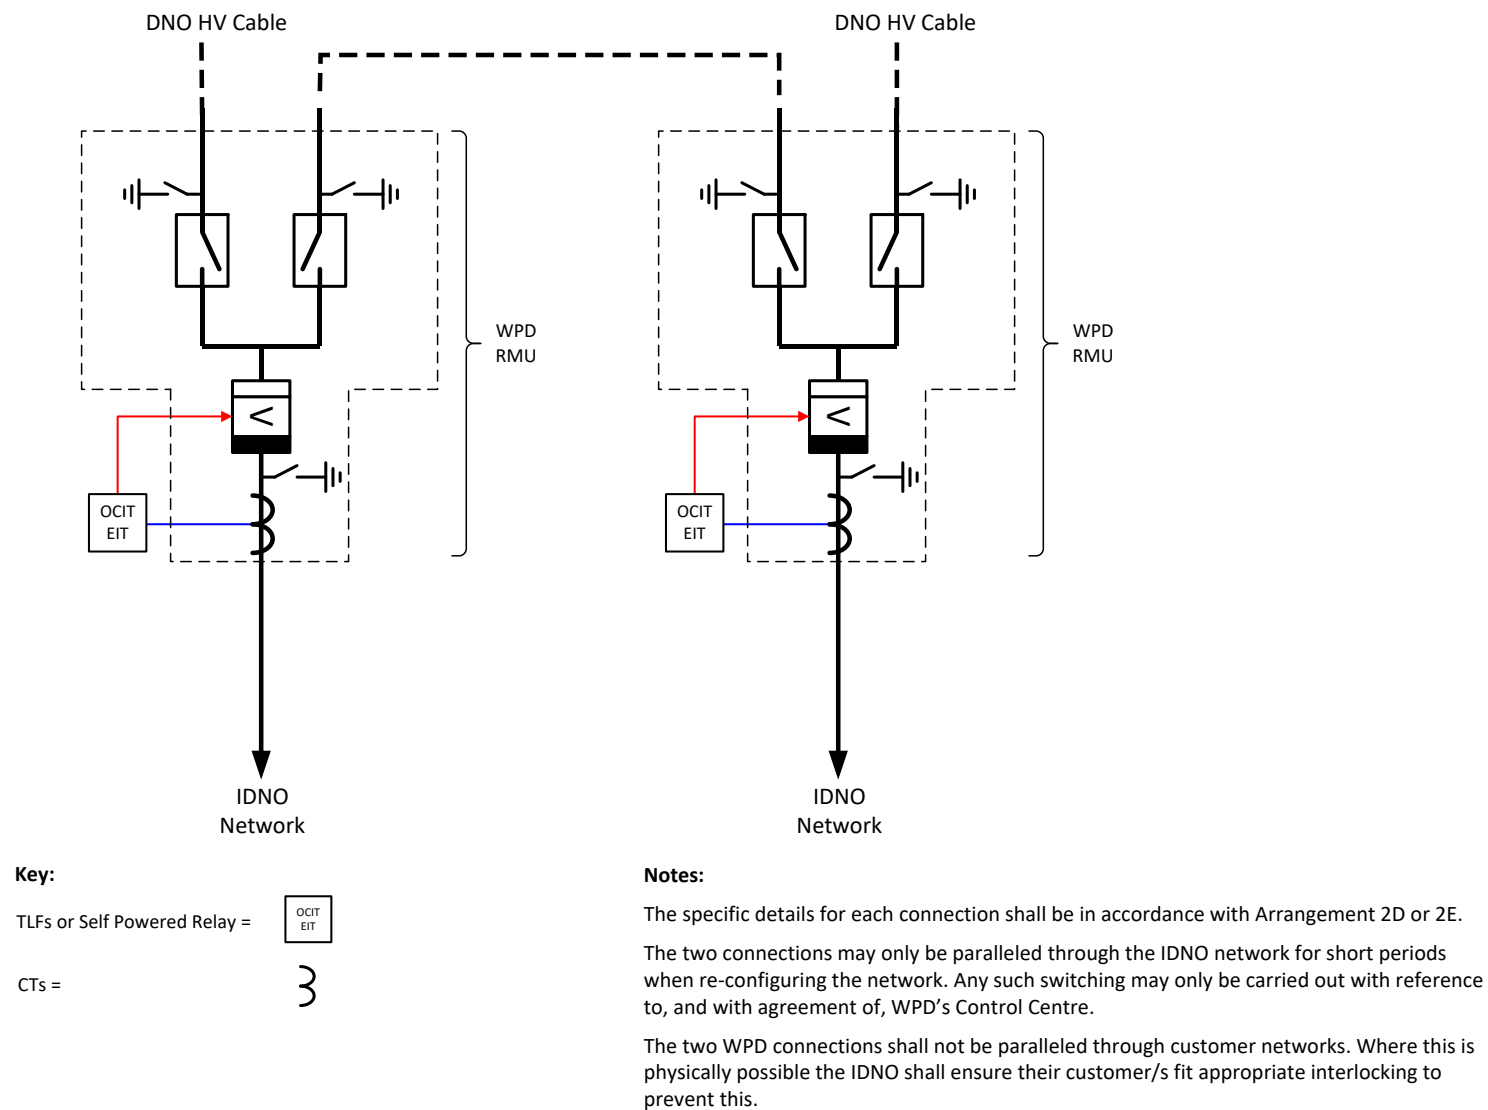 DNO HV Cable
DNO HV Cable
WPD
RMU
WPD
RMU
<
<
OCIT
EIT
OCIT
EIT
IDNO
Network
IDNO
Network
Key:
TLFs or Self Powered Relay =
OCIT
EIT
CTs =
Notes:
The specific details for each connection shall be in accordance with Arrangement 2D or 2E.
The two connections may only be paralleled through the IDNO network for short periods
when re-configuring the network. Any such switching may only be carried out with reference
to, and with agreement of, WPD’s Control Centre.
The two WPD connections shall not be paralleled through customer networks. Where this is
physically possible the IDNO shall ensure their customer/s fit appropriate interlocking to
prevent this.